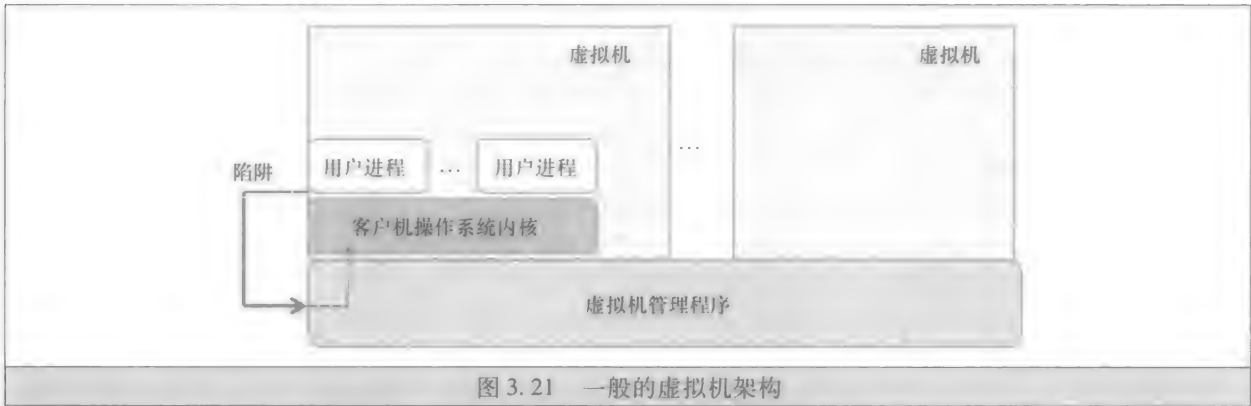 虚拟机 虚拟机
…
陷阱 用户进程 … 用户进程
客户机操作系统内核
虚拟机管理程序
图 3.21 一般的虚拟机架构